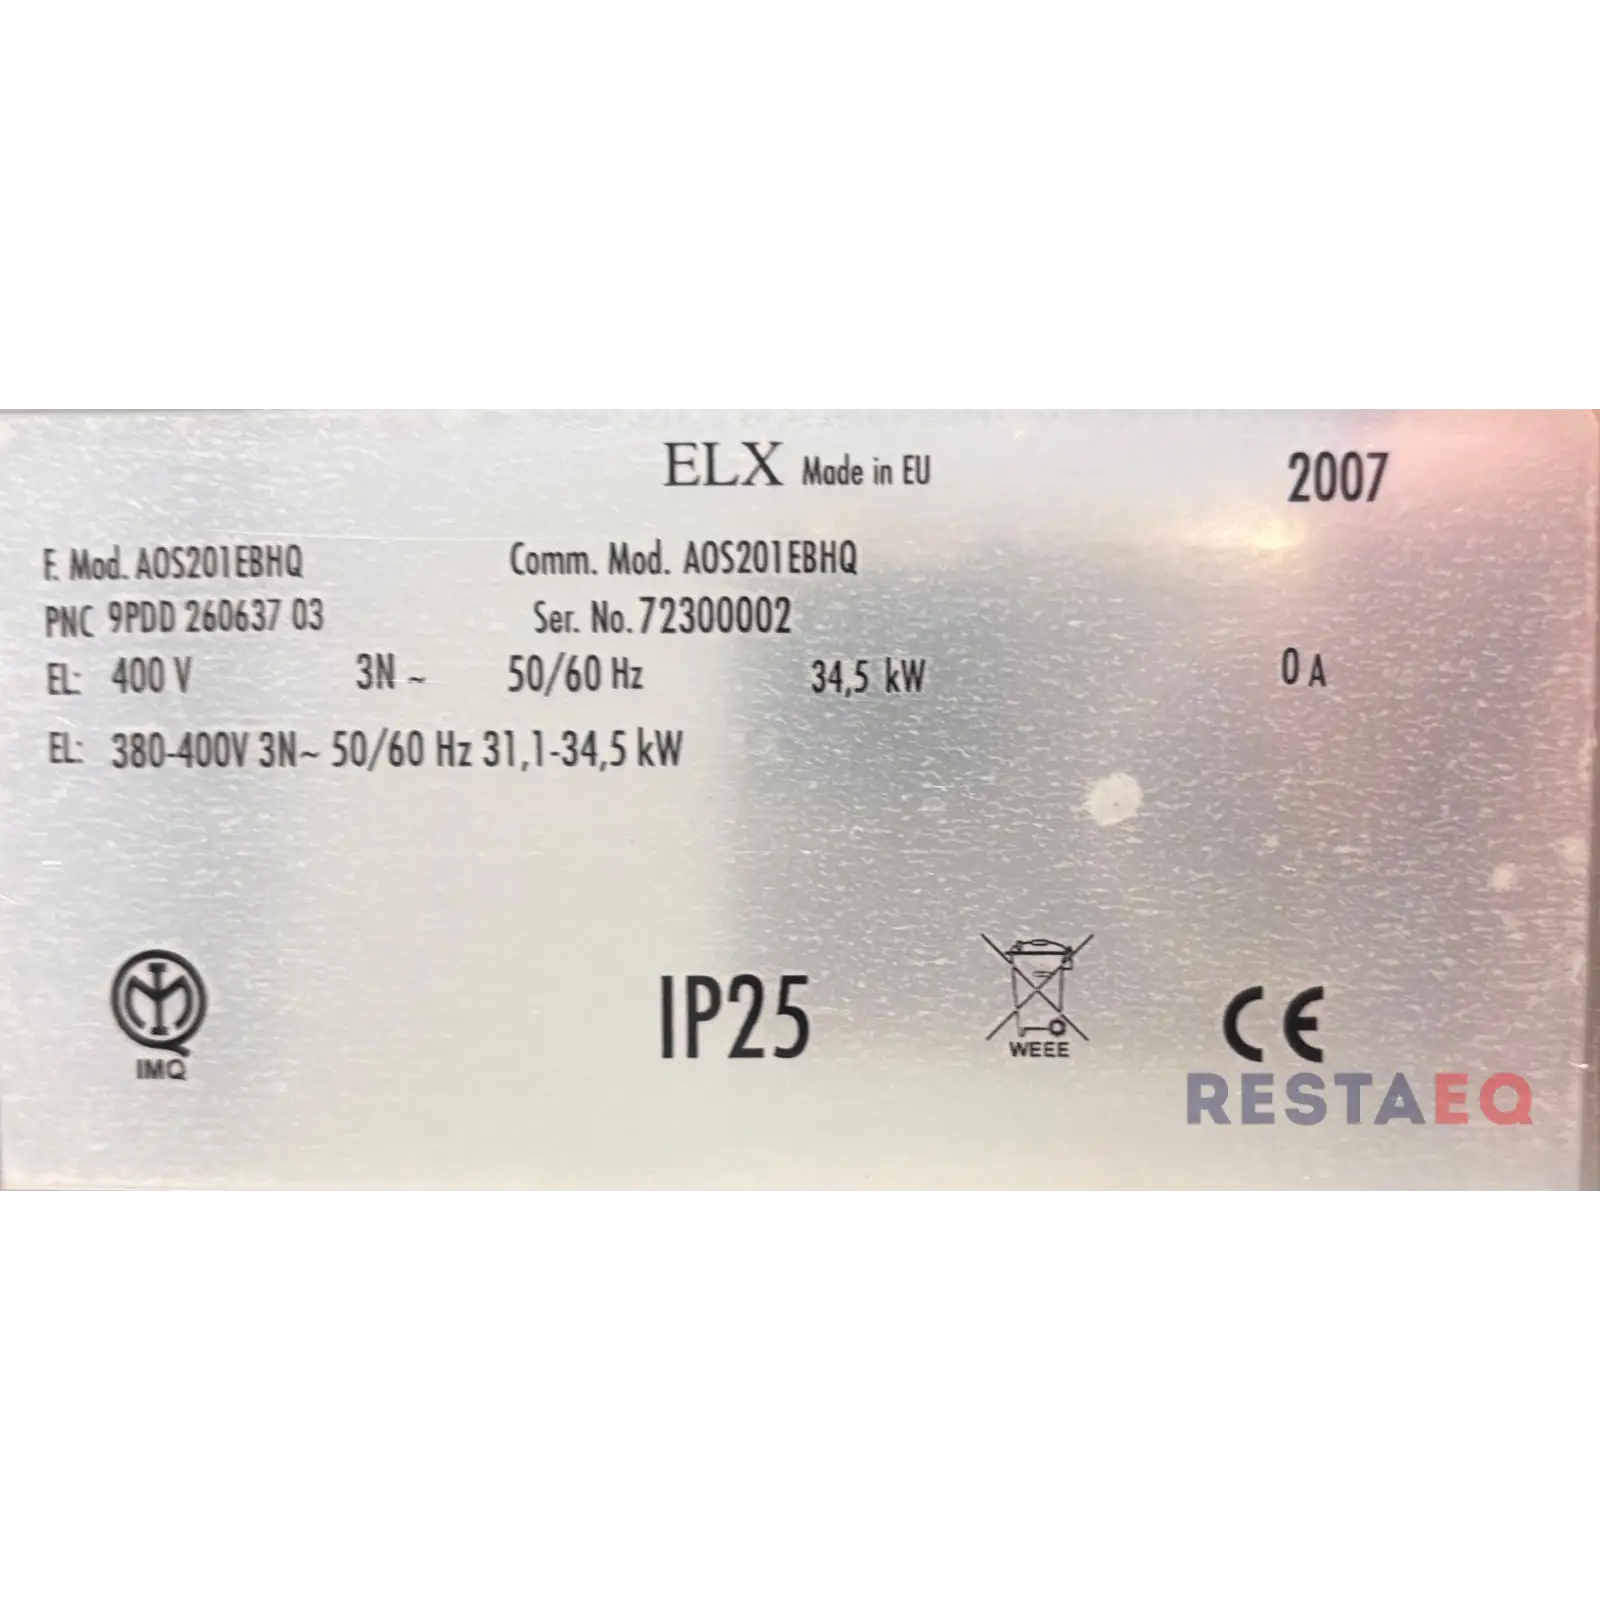 ELX Made in EU 2007
F. Mod. AOS201EBHQ Comm. Mod. AOS201EBHQ
PNC 9PDD 260637 03 Ser. No. 72300002
EL: 400 V 3N ~ 50/60 Hz 34,5 kW 0 A
EL: 380-400V 3N~ 50/60 Hz 31,1-34,5 kW
IMQ IP25 WEEE CE
RESTAEQ